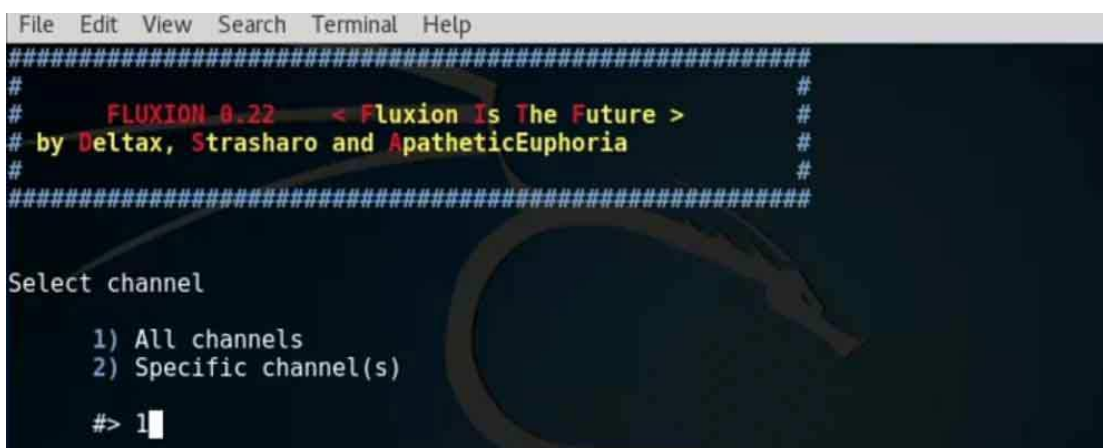 File Edit View Search Terminal Help
#########################################################
# #
# FLUXION 0.22 < Fluxion Is The Future > #
# by Deltax, Strasharo and ApatheticEuphoria #
# #
#########################################################
Select channel
1) All channels
2) Specific channel(s)
#> 1